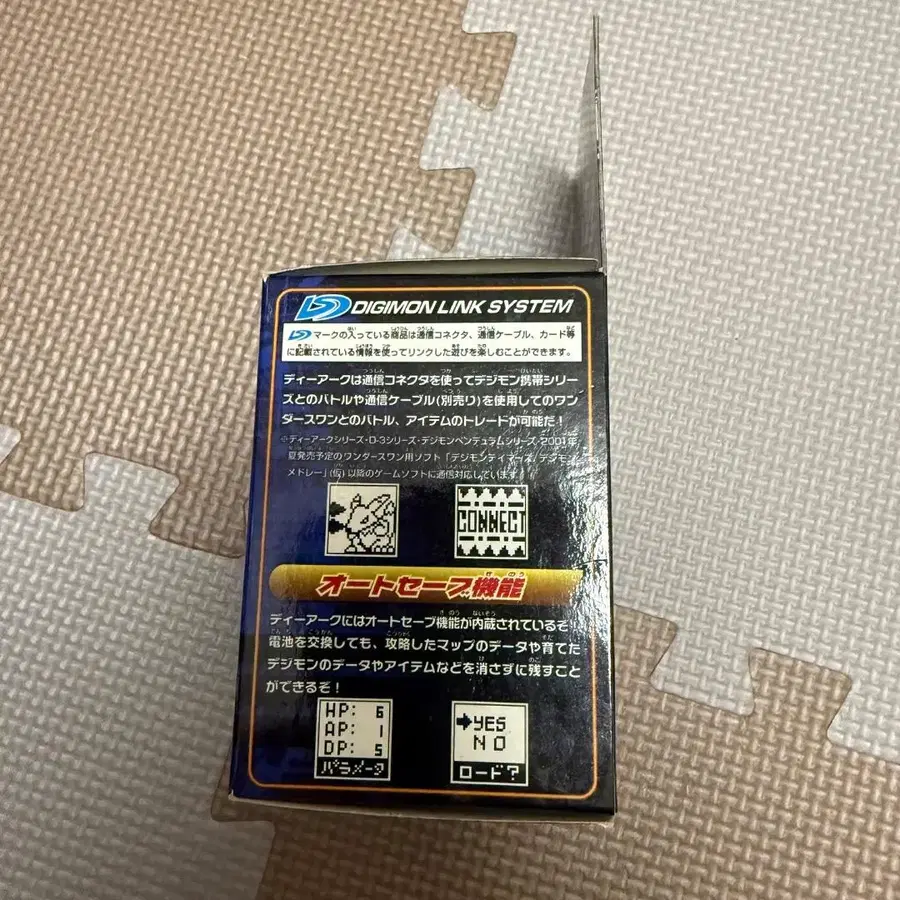 DIGIMON LINK SYSTEM
マークの入っている商品は通信コネクタ、通信ケーブル、カード等
に記載されている情報を使ってリンクした遊びを楽しむことができます。
ディーアークは通信コネクタを使ってデジモン携帯シリー
ズとのバトルや通信ケーブル(別売り)を使用してのワン
ダースワンとのバトル、アイテムのトレードが可能だ!
※ディーアークシリーズ・D-3シリーズ・デジモンペンデュラムシリーズ・2001年
夏発売予定のワンダースワン用ソフト「デジモンテイマーズ/デジモン
メドレー」(仮)以降のゲームソフトに通信対応しています。
CONNECT
オートセーブ機能
ディーアークにはオートセーブ機能が内蔵されているぞ!
電池を交換しても、攻略したマップのデータや育てた
デジモンのデータやアイテムなどを消さずに残すこと
ができるぞ!
HP: 6
AP: 1
DP: 5
パラメータ
YES
NO
ロード?